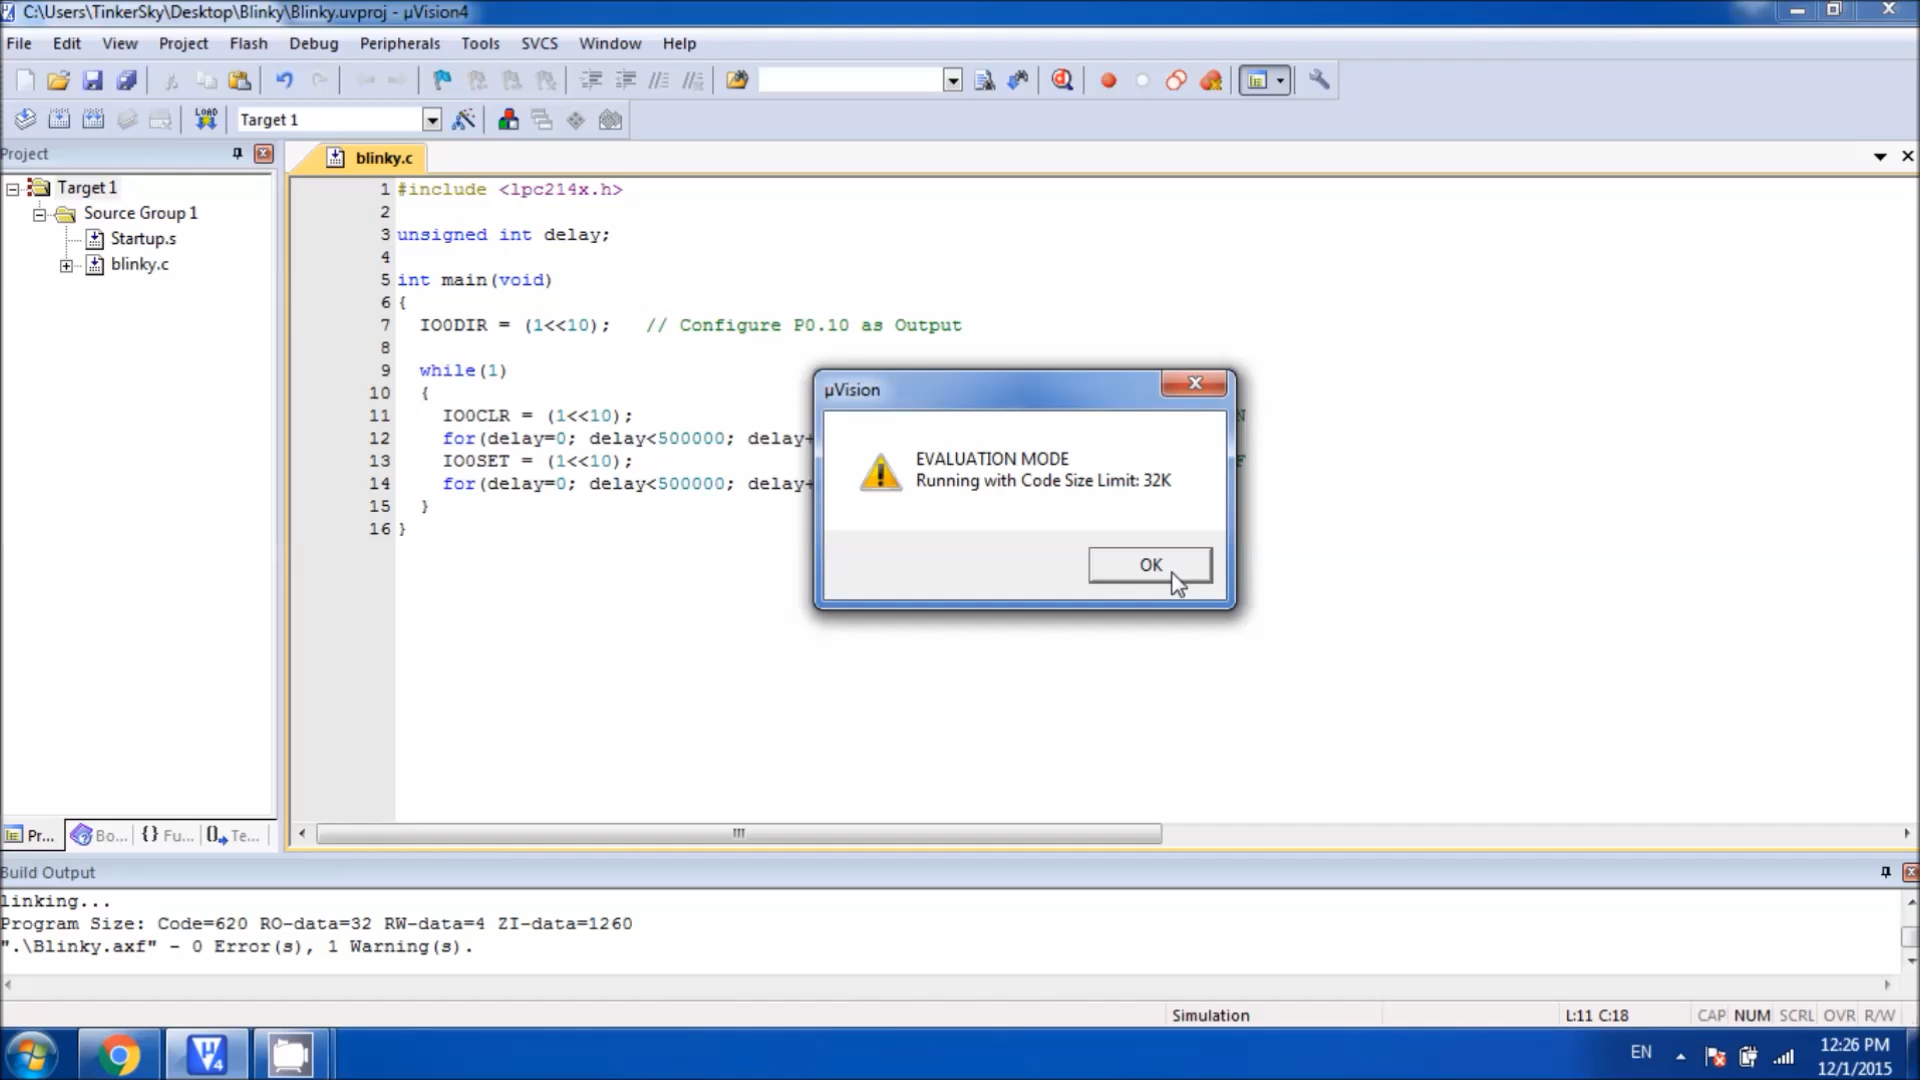 C:\Users\TinkerSky\Desktop\Blinky\Blinky.uvproj - µVision4
File Edit View Project Flash Debug Peripherals Tools SVCS Window Help
LOAD Target 1
Project
blinky.c
Target 1
Source Group 1
Startup.s
blinky.c
1 #include <lpc214x.h>
2
3 unsigned int delay;
4
5 int main(void)
6 {
7 IO0DIR = (1<<10); // Configure P0.10 as Output
8
9 while(1)
10 {
11 IO0CLR = (1<<10); N
12 for(delay=0; delay<500000; delay+
13 IO0SET = (1<<10); F
14 for(delay=0; delay<500000; delay+
15 }
16 }
µVision
EVALUATION MODE
Running with Code Size Limit: 32K
OK
Pr... Bo... {} Fu... Te...
Build Output
linking...
Program Size: Code=620 RO-data=32 RW-data=4 ZI-data=1260
".\Blinky.axf" - 0 Error(s), 1 Warning(s).
Simulation L:11 C:18 CAP NUM SCRL OVR R/W
EN 12:26 PM
12/1/2015